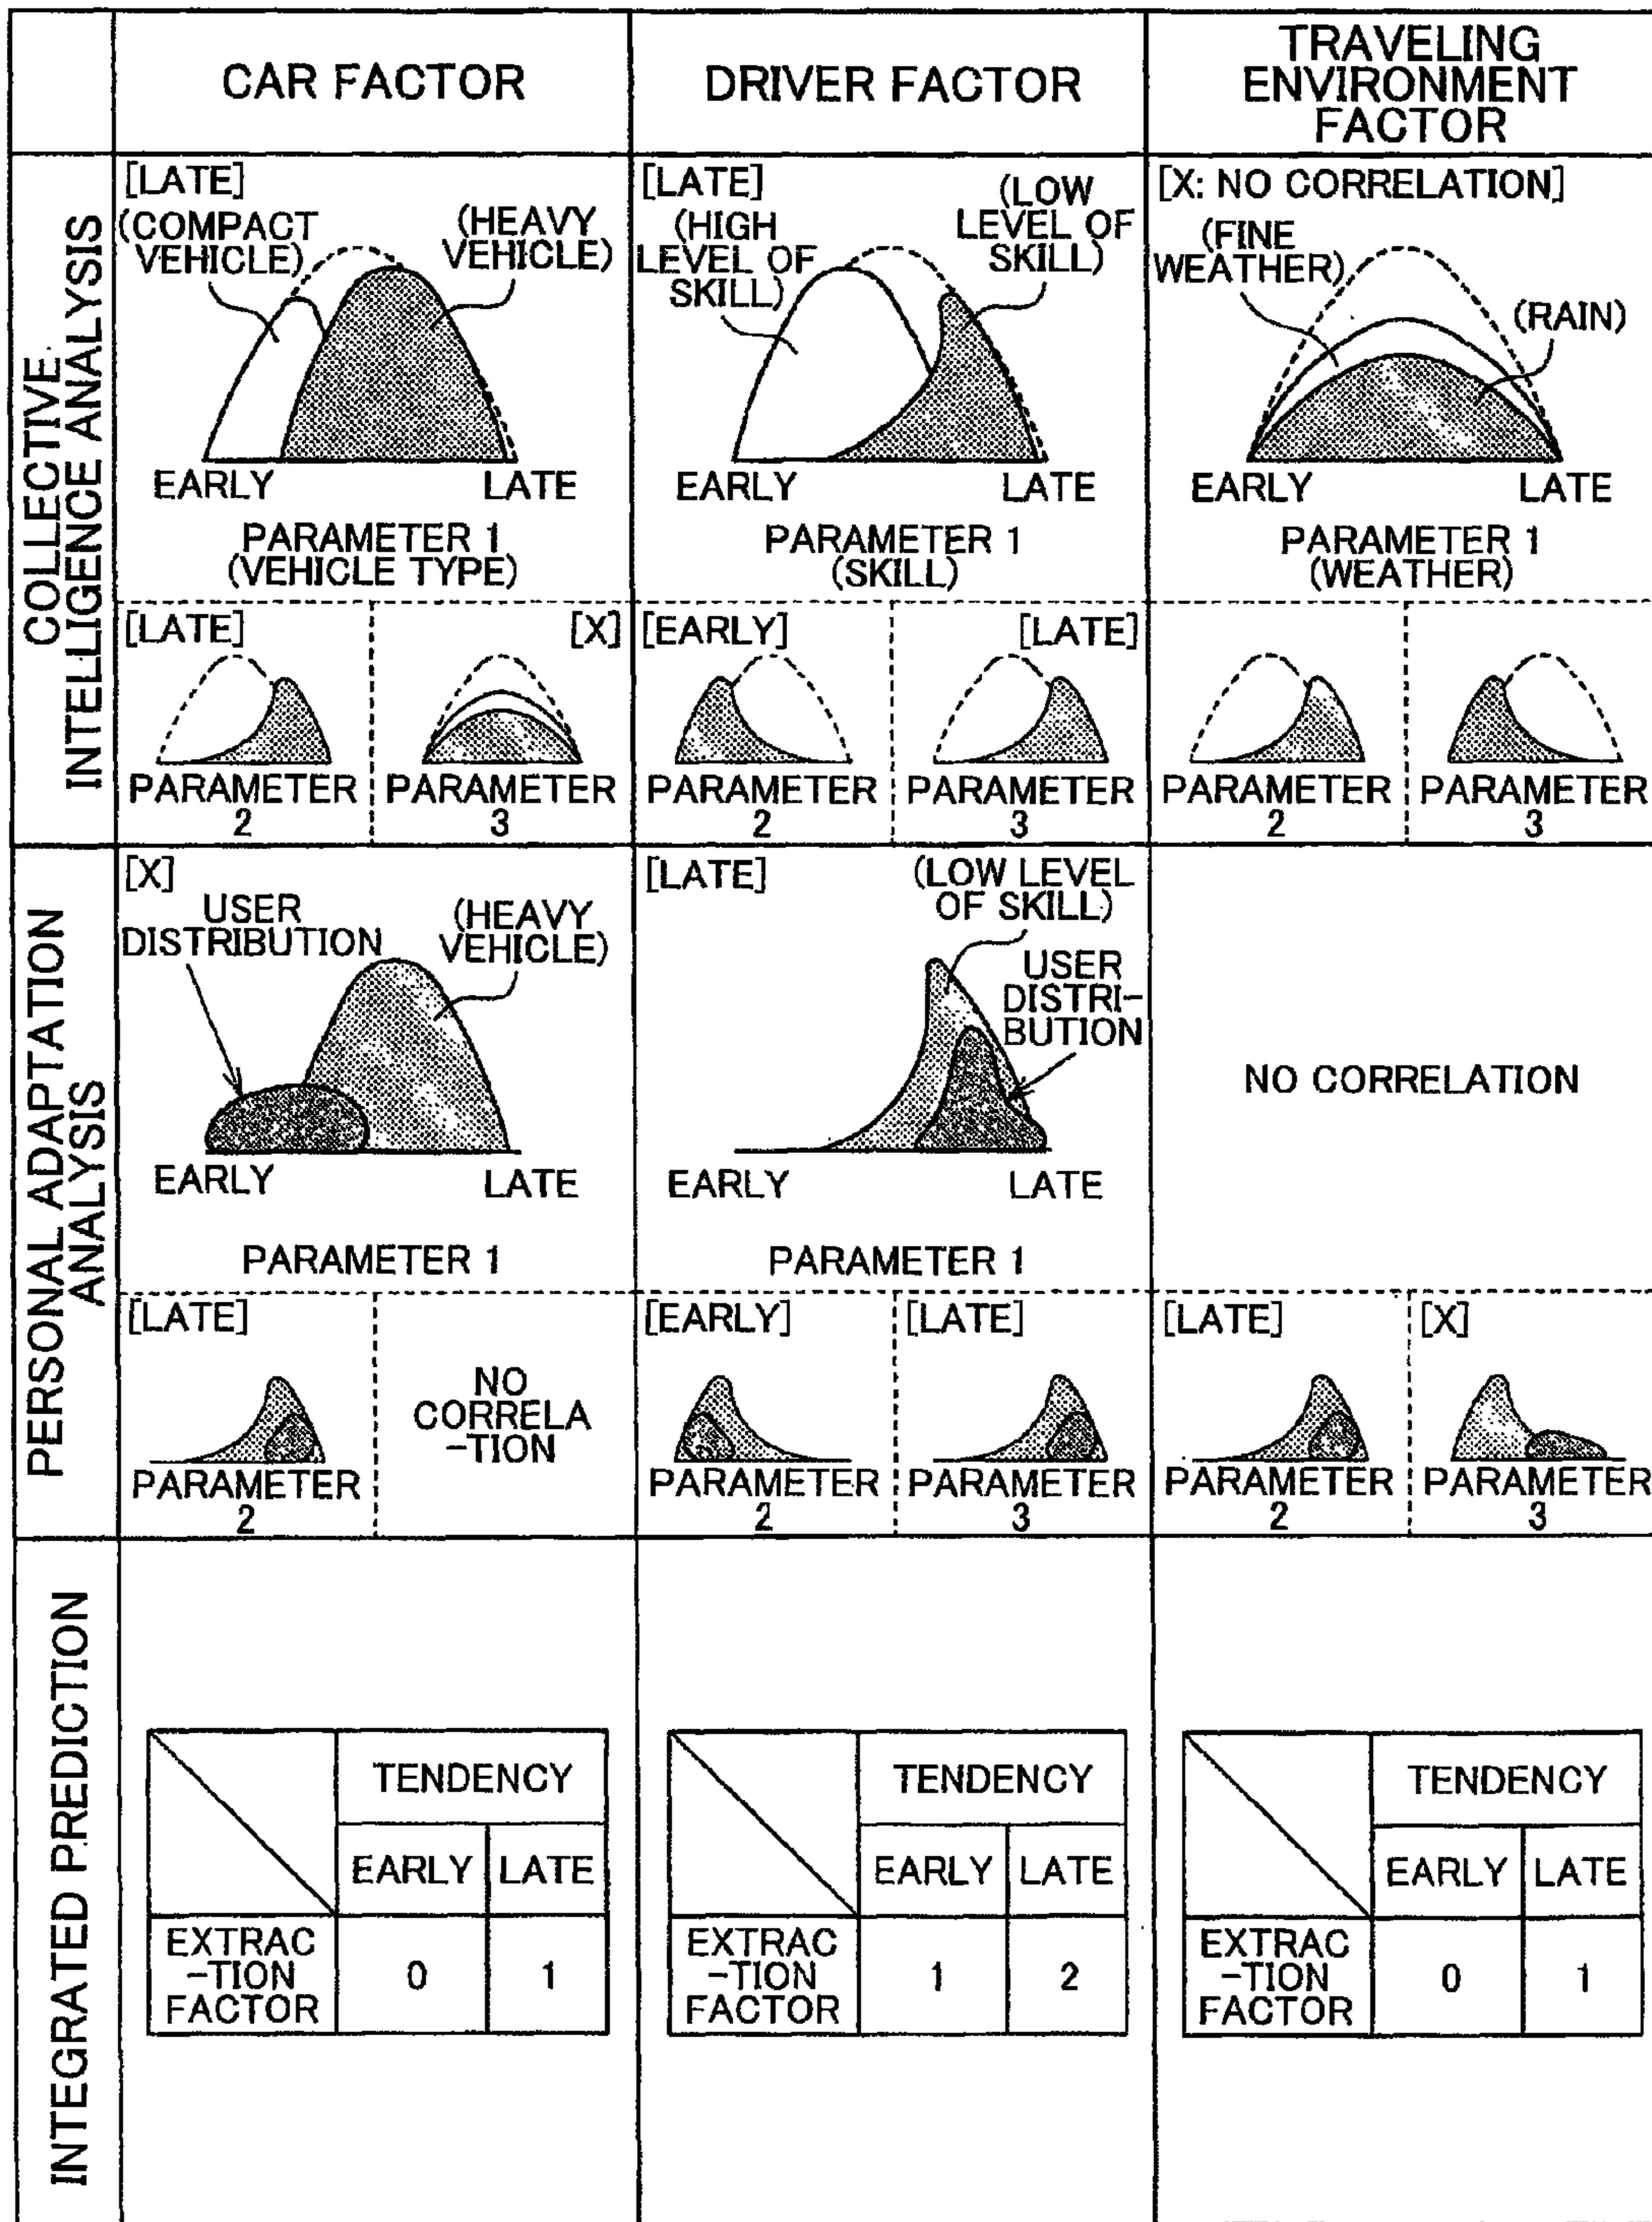 CAR FACTOR
DRIVER FACTOR
TRAVELING
ENVIRONMENT
FACTOR
COLLECTIVE
INTELLIGENCE ANALYSIS
[LATE]
(COMPACT
VEHICLE)
(HEAVY
VEHICLE)
EARLY
LATE
PARAMETER 1
(VEHICLE TYPE)
[LATE]
(HIGH
LEVEL OF
SKILL)
(LOW
LEVEL OF
SKILL)
EARLY
LATE
PARAMETER 1
(SKILL)
[X: NO CORRELATION]
(FINE
WEATHER)
(RAIN)
EARLY
LATE
PARAMETER 1
(WEATHER)
[LATE]
PARAMETER
2
[X]
PARAMETER
3
[EARLY]
PARAMETER
2
[LATE]
PARAMETER
3
PARAMETER
2
PARAMETER
3
PERSONAL ADAPTATION
ANALYSIS
[X]
USER
DISTRIBUTION
(HEAVY
VEHICLE)
EARLY
LATE
PARAMETER 1
[LATE]
(LOW LEVEL
OF SKILL)
USER
DISTRI-
BUTION
EARLY
LATE
PARAMETER 1
NO CORRELATION
[LATE]
PARAMETER
2
NO
CORRELA
-TION
[EARLY]
PARAMETER
2
[LATE]
PARAMETER
3
[LATE]
PARAMETER
2
[X]
PARAMETER
3
INTEGRATED PREDICTION
TENDENCY
EARLY
LATE
EXTRAC
-TION
FACTOR
0
1
TENDENCY
EARLY
LATE
EXTRAC
-TION
FACTOR
1
2
TENDENCY
EARLY
LATE
EXTRAC
-TION
FACTOR
0
1